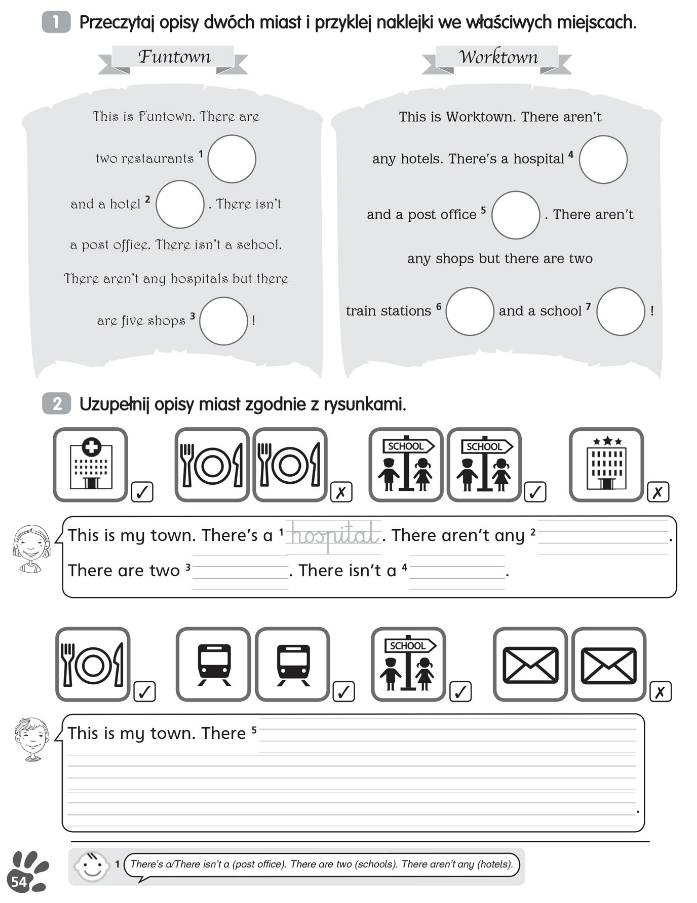 1 Przeczytaj opisy dwóch miast i przyklej naklejki we właściwych miejscach.
Funtown
This is Funtown. There are
two restaurants 1
and a hotel 2 . There isn't
a post office. There isn't a school.
There aren't any hospitals but there
are five shops 3 !
Worktown
This is Worktown. There aren't
any hotels. There's a hospital 4
and a post office 5 . There aren't
any shops but there are two
train stations 6 and a school 7 !
2 Uzupełnij opisy miast zgodnie z rysunkami.
SCHOOL SCHOOL
✓ ✗ ✓ ✗
This is my town. There's a 1 hospital. There aren't any 2 .
There are two 3 . There isn't a 4 .
SCHOOL
✓ ✓ ✓ ✗
This is my town. There 5
.
54
1 There's a/There isn't a (post office). There are two (schools). There aren't any (hotels).